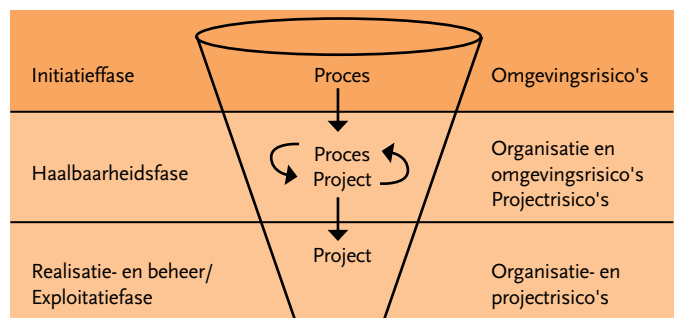 Initiatieffase
Proces
Omgevingsrisico's
Haalbaarheidsfase
Proces
Project
Organisatie en
omgevingsrisico's
Projectrisico's
Realisatie- en beheer/
Exploitatiefase
Project
Organisatie- en
projectrisico's